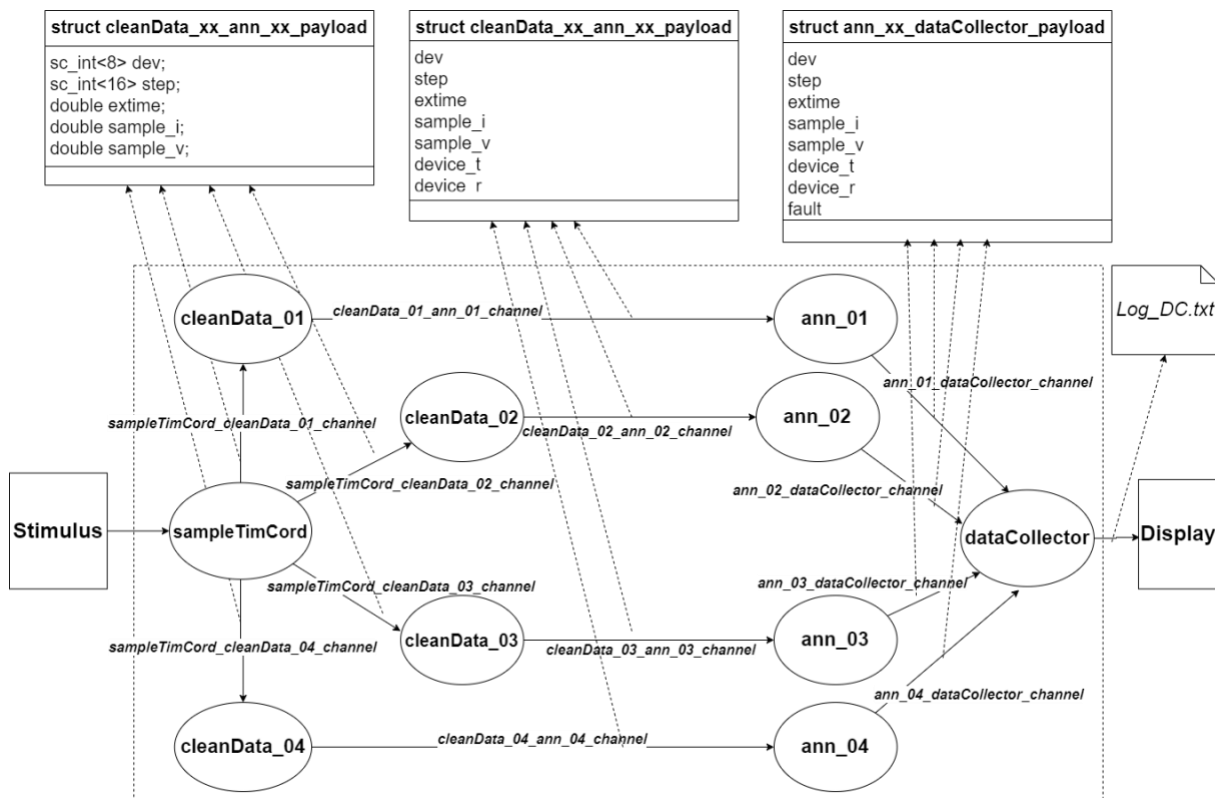 struct cleanData_xx_ann_xx_payload
sc_int<8> dev;
sc_int<16> step;
double extime;
double sample_i;
double sample_v;
struct cleanData_xx_ann_xx_payload
dev
step
extime
sample_i
sample_v
device_t
device_r
struct ann_xx_dataCollector_payload
dev
step
extime
sample_i
sample_v
device_t
device_r
fault
cleanData_01
cleanData_01_ann_01_channel
ann_01
Log_DC.txt
ann_01_dataCollector_channel
sampleTimCord_cleanData_01_channel
cleanData_02
cleanData_02_ann_02_channel
ann_02
sampleTimCord_cleanData_02_channel
ann_02_dataCollector_channel
Stimulus
sampleTimCord
dataCollector
Display
sampleTimCord_cleanData_03_channel
ann_03_dataCollector_channel
cleanData_03
cleanData_03_ann_03_channel
ann_03
sampleTimCord_cleanData_04_channel
ann_04_dataCollector_channel
cleanData_04
cleanData_04_ann_04_channel
ann_04